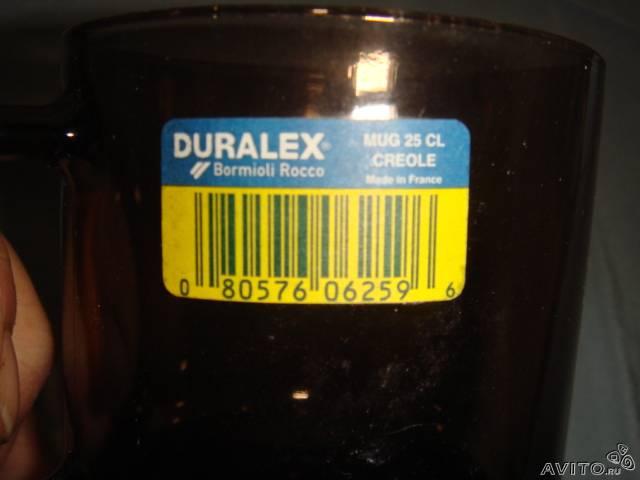 DURALEX®
Bormioli Rocco
MUG 25 CL
CREOLE
Made in France
0 80576 06259 6
AVITO.RU